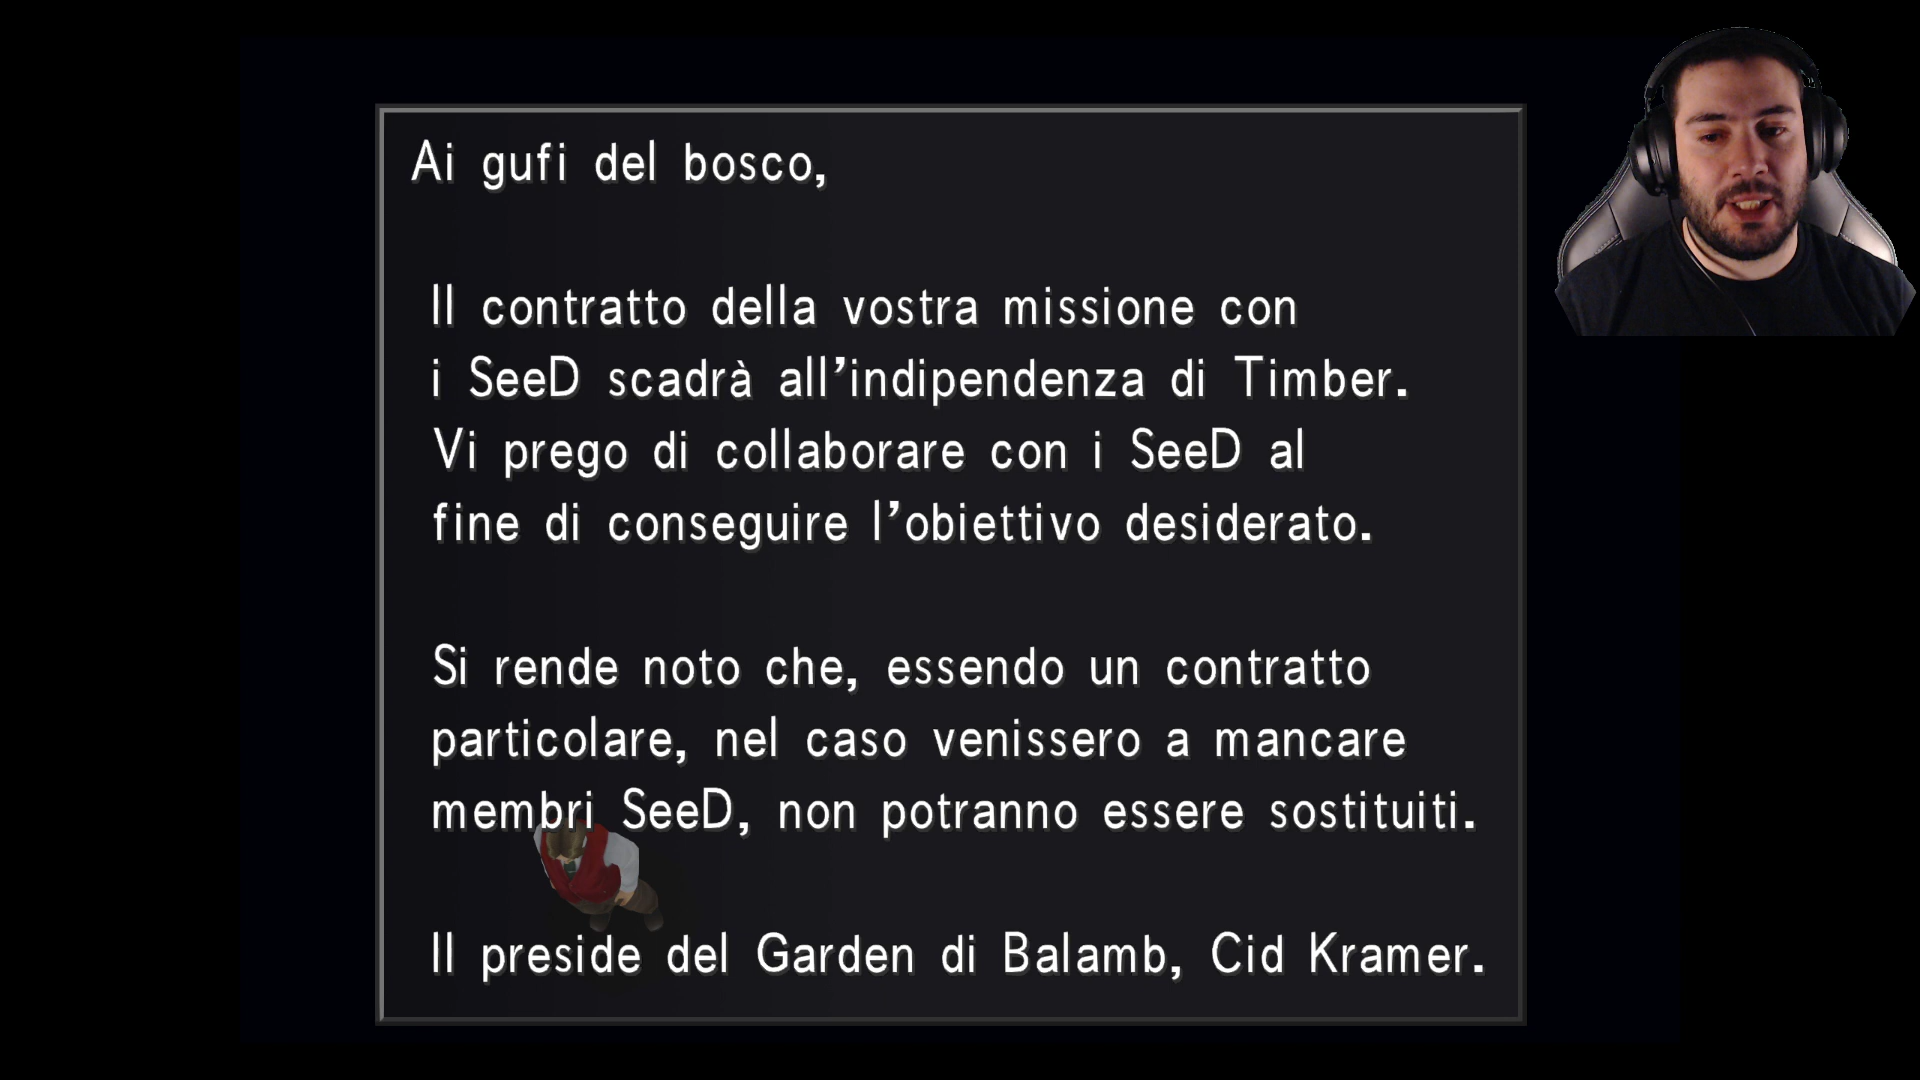 Ai gufi del bosco,
Il contratto della vostra missione con
i SeeD scadrà all'indipendenza di Timber.
Vi prego di collaborare con i SeeD al
fine di conseguire l'obiettivo desiderato.
Si rende noto che, essendo un contratto
particolare, nel caso venissero a mancare
membri SeeD, non potranno essere sostituiti.
Il preside del Garden di Balamb, Cid Kramer.